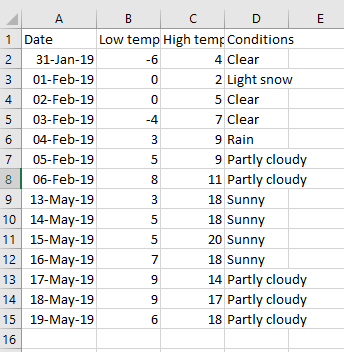 A B C D E
1 Date Low temp High temp Conditions
2 31-Jan-19 -6 4 Clear
3 01-Feb-19 0 2 Light snow
4 02-Feb-19 0 5 Clear
5 03-Feb-19 -4 7 Clear
6 04-Feb-19 3 9 Rain
7 05-Feb-19 5 9 Partly cloudy
8 06-Feb-19 8 11 Partly cloudy
9 13-May-19 3 18 Sunny
10 14-May-19 5 18 Sunny
11 15-May-19 5 20 Sunny
12 16-May-19 7 18 Sunny
13 17-May-19 9 14 Partly cloudy
14 18-May-19 9 17 Partly cloudy
15 19-May-19 6 18 Partly cloudy
16